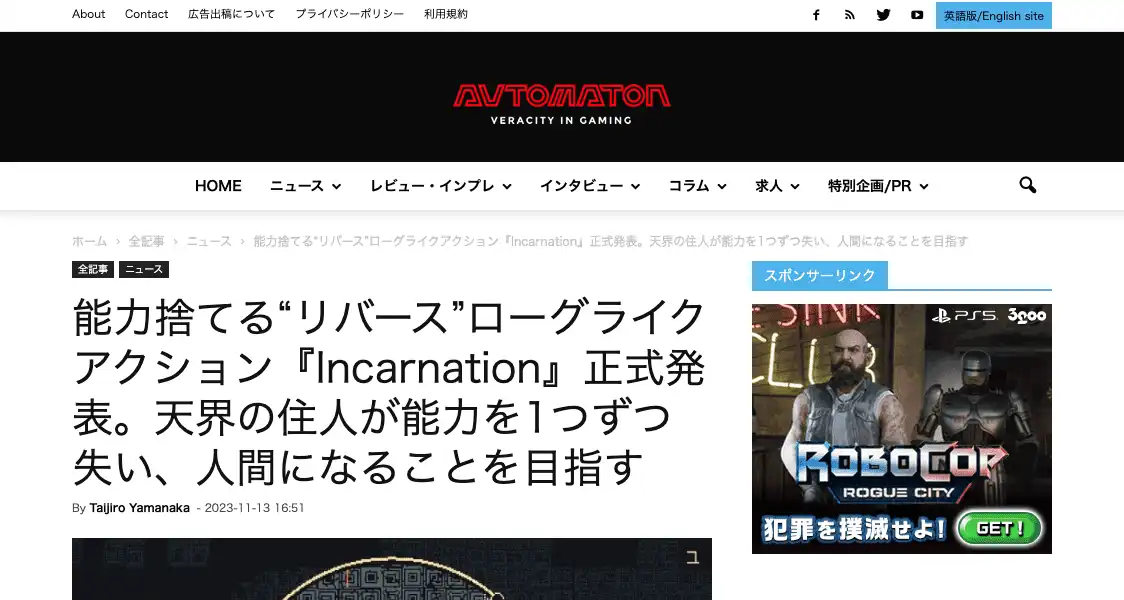 About Contact 広告出稿について プライバシーポリシー 利用規約
英語版/English site
AUTOMATON
VERACITY IN GAMING
HOME ニュース レビュー・インプレ インタビュー コラム 求人 特別企画/PR
ホーム › 全記事 › ニュース › 能力捨てる“リバース”ローグライクアクション『Incarnation』正式発表。天界の住人が能力を1つずつ失い、人間になることを目指す
全記事 ニュース
能力捨てる“リバース”ローグライク
アクション『Incarnation』正式発
表。天界の住人が能力を1つずつ
失い、人間になることを目指す
By Taijiro Yamanaka - 2023-11-13 16:51
1
スポンサーリンク
PS5 3goo
SINK
CLUB
ROBOCOP
ROGUE CITY
犯罪を撲滅せよ! GET!